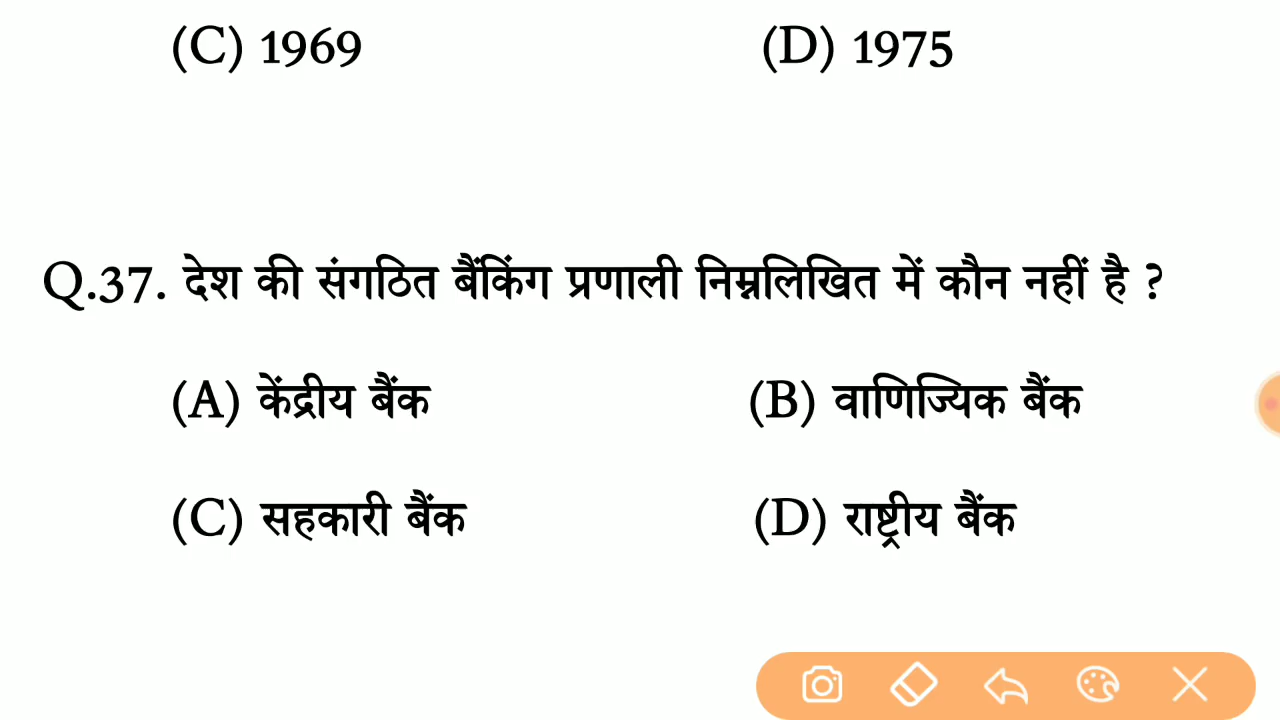 (C) 1969 (D) 1975
Q.37. देश की संगठित बैंकिंग प्रणाली निम्नलिखित में कौन नहीं है ?
(A) केंद्रीय बैंक (B) वाणिज्यिक बैंक
(C) सहकारी बैंक (D) राष्ट्रीय बैंक